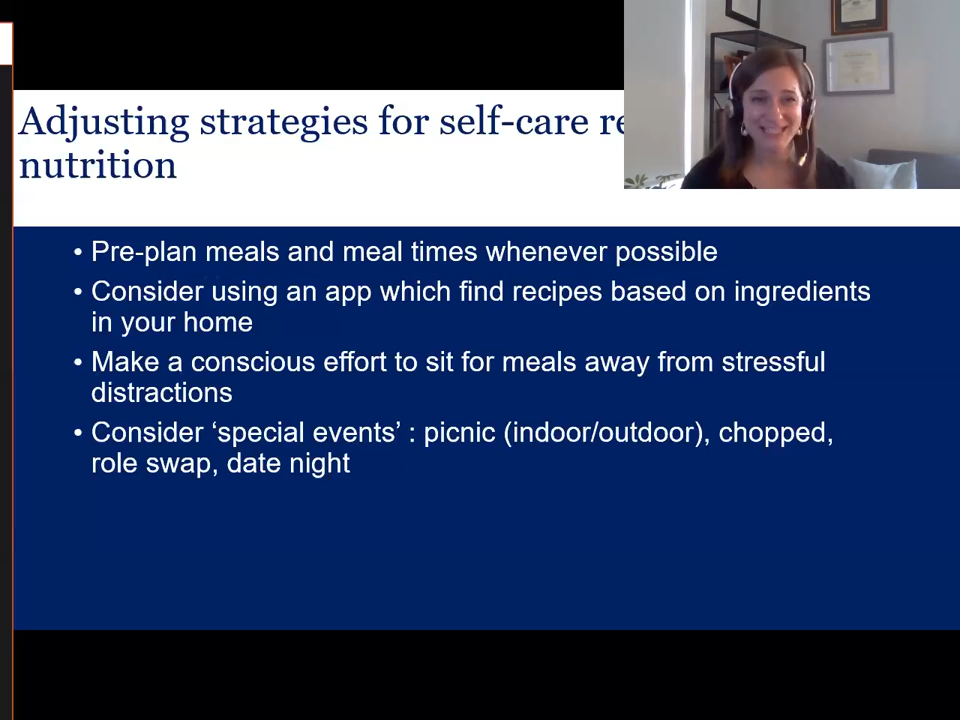 Adjusting strategies for self-care
nutrition
• Pre-plan meals and meal times whenever possible
• Consider using an app which find recipes based on ingredients
in your home
• Make a conscious effort to sit for meals away from stressful
distractions
• Consider ‘special events’ : picnic (indoor/outdoor), chopped,
role swap, date night